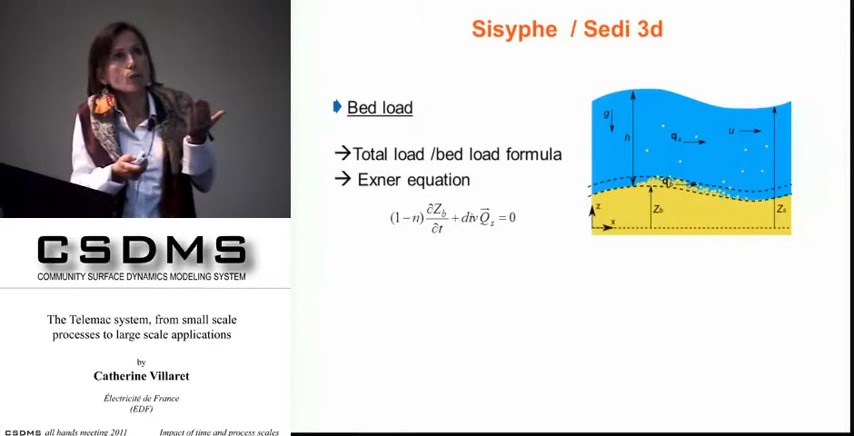 Sisyphe / Sedi 3d
Bed load
→Total load /bed load formula
→ Exner equation
(1−n) ∂Z_b/∂t + div Q⃗_s = 0
g
h
q_s
u
z
x
Z_b
CSDMS
COMMUNITY SURFACE DYNAMICS MODELING SYSTEM
The Telemac system, from small scale
processes to large scale applications
by
Catherine Villaret
Électricité de France
(EDF)
CSDMS all hands meeting 2011 Impact of time and process scales